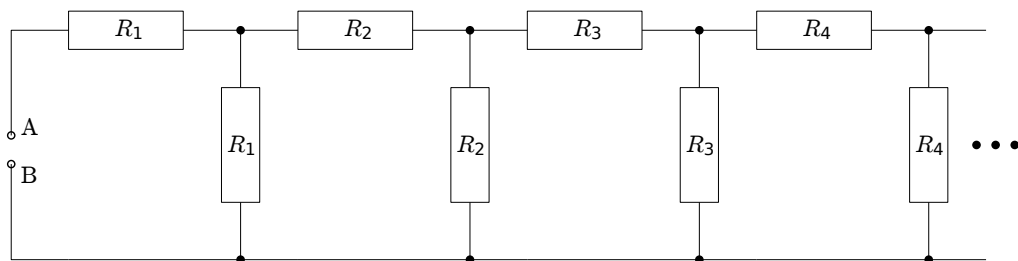 R₁ R₂ R₃ R₄
A
R₁ R₂ R₃ R₄
B